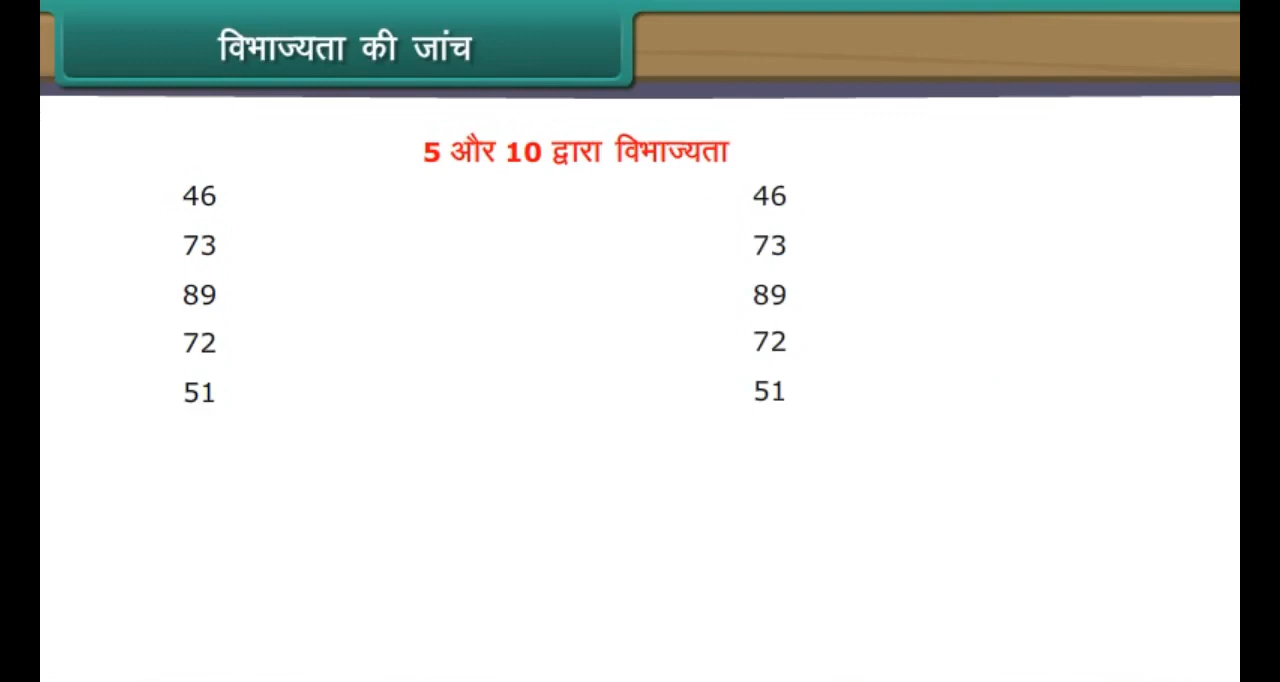 विभाज्यता की जांच
5 और 10 द्वारा विभाज्यता
46 46
73 73
89 89
72 72
51 51